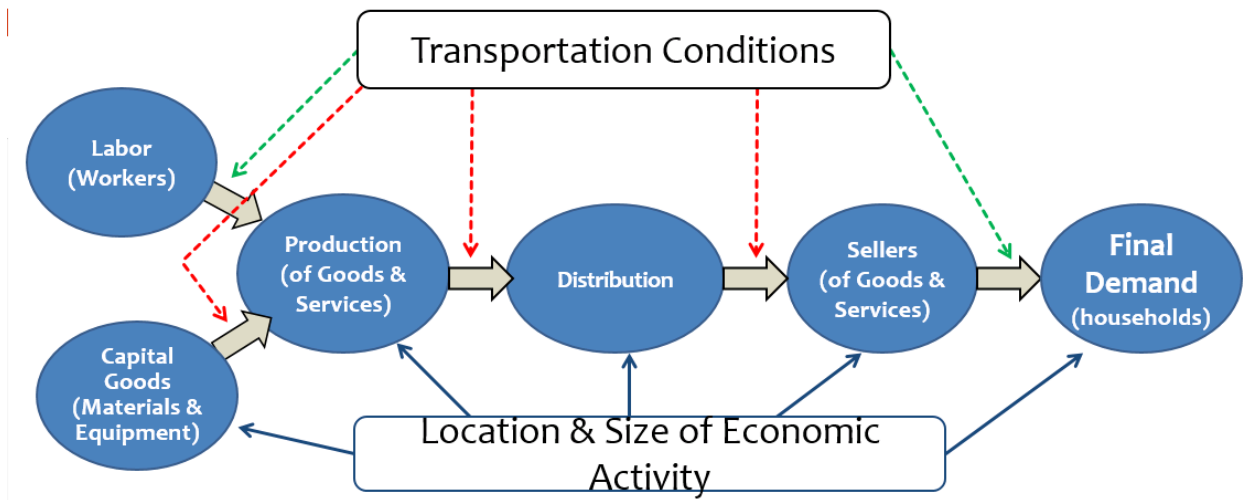 Transportation Conditions
Labor
(Workers)
Production
(of Goods &
Services)
Distribution
Sellers
(of Goods &
Services)
Final
Demand
(households)
Capital
Goods
(Materials &
Equipment)
Location & Size of Economic
Activity